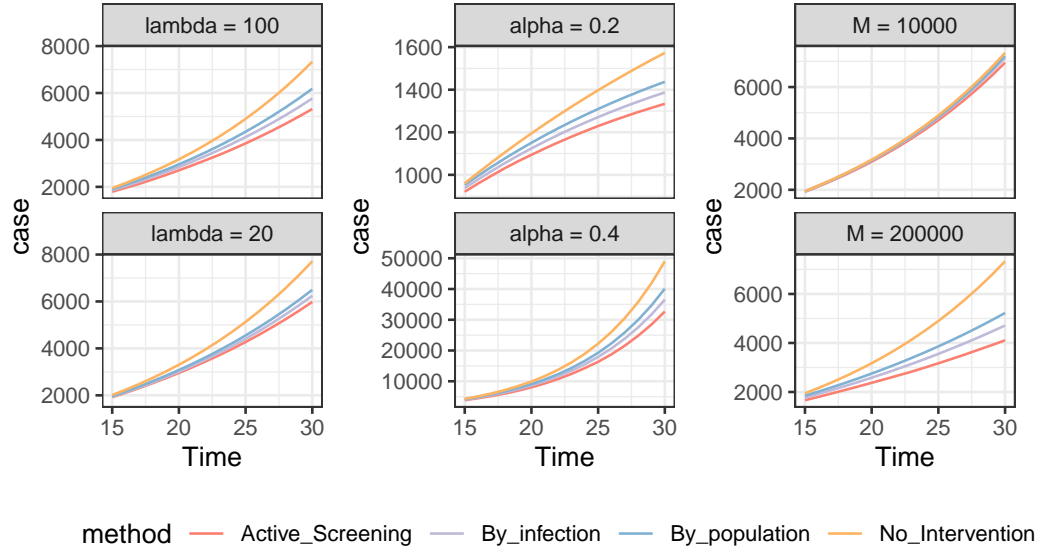 lambda = 100
8000
6000
4000
2000
case
lambda = 20
8000
6000
4000
2000
15 20 25 30
Time
alpha = 0.2
1600
1400
1200
1000
case
alpha = 0.4
50000
40000
30000
20000
10000
15 20 25 30
Time
M = 10000
6000
4000
2000
case
M = 200000
6000
4000
2000
15 20 25 30
Time
method Active_Screening By_infection By_population No_Intervention